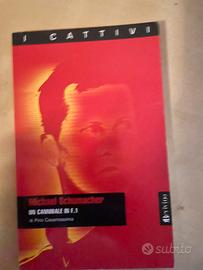 I CATTIVI
Michael Schumacher
UN CANNIBALE IN F.1
di Pino Casamassima
subito